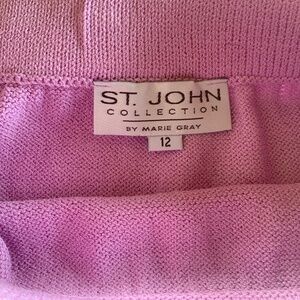 ST. JOHN
COLLECTION
BY MARIE GRAY
12